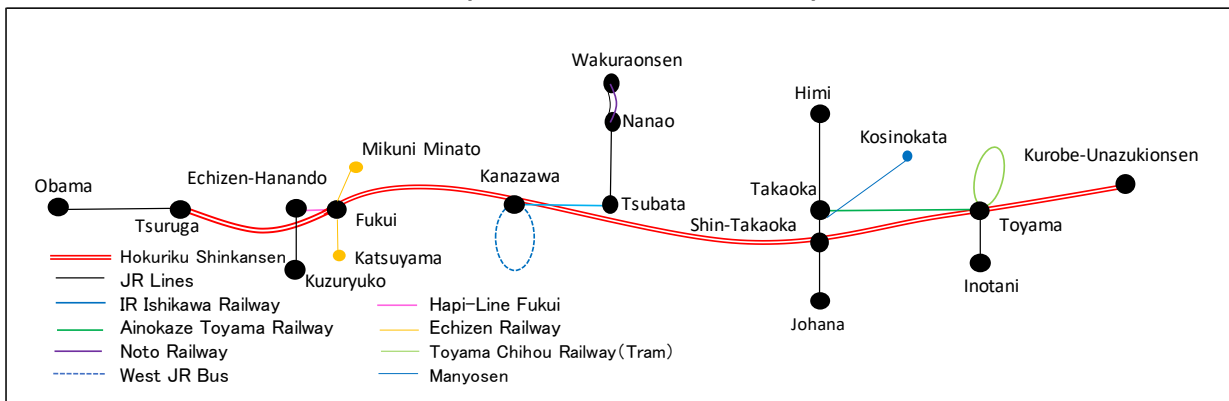 Wakuraonsen
Himi
Nanao
Kosinokata
Mikuni Minato
Kurobe-Unazukionsen
Echizen-Hanando
Kanazawa
Obama
Takaoka
Tsubata
Tsuruga
Fukui
Shin-Takaoka
Toyama
Katsuyama
Kuzuryuko
Inotani
Johana
Hokuriku Shinkansen
JR Lines
IR Ishikawa Railway
Ainokaze Toyama Railway
Noto Railway
West JR Bus
Hapi-Line Fukui
Echizen Railway
Toyama Chihou Railway(Tram)
Manyosen